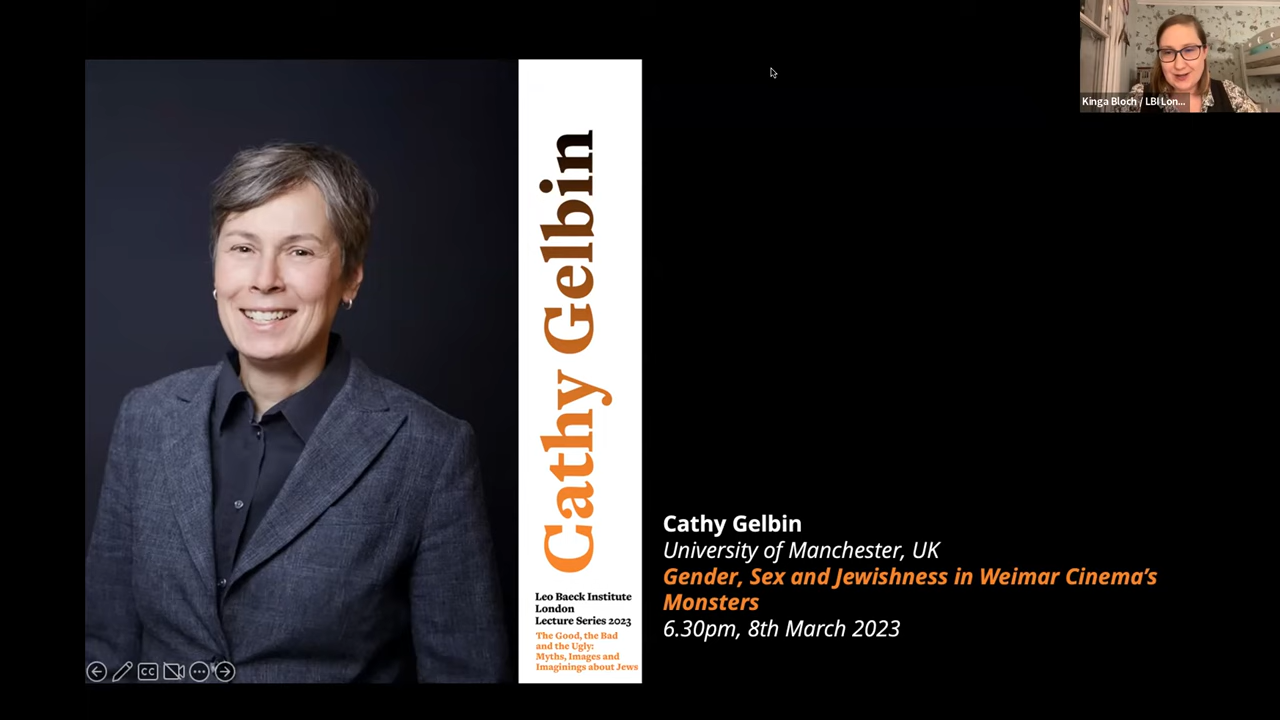 Cathy Gelbin
Leo Baeck Institute
London
Lecture Series 2023
The Good, the Bad
and the Ugly:
Myths, Images and
Imaginings about Jews
Kinga Bloch / LBI Lon...
Cathy Gelbin
University of Manchester, UK
Gender, Sex and Jewishness in Weimar Cinema's
Monsters
6.30pm, 8th March 2023
CC